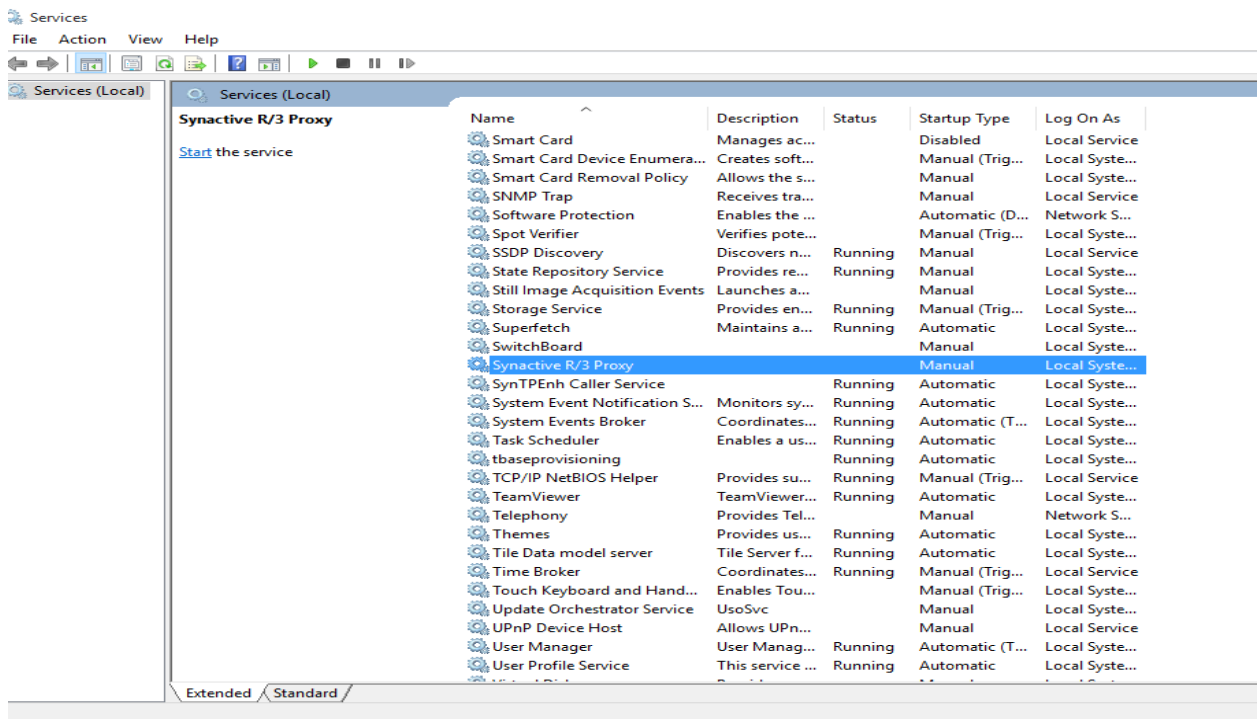 Services
File Action View Help
Services (Local)
Services (Local)
Synactive R/3 Proxy
Start the service
Name Description Status Startup Type Log On As
Smart Card Manages ac... Disabled Local Service
Smart Card Device Enumera... Creates soft... Manual (Trig... Local Syste...
Smart Card Removal Policy Allows the s... Manual Local Syste...
SNMP Trap Receives tra... Manual Local Service
Software Protection Enables the ... Automatic (D... Network S...
Spot Verifier Verifies pote... Manual (Trig... Local Syste...
SSDP Discovery Discovers n... Running Manual Local Service
State Repository Service Provides re... Running Manual Local Syste...
Still Image Acquisition Events Launches a... Manual Local Syste...
Storage Service Provides en... Running Manual (Trig... Local Syste...
Superfetch Maintains a... Running Automatic Local Syste...
SwitchBoard Manual Local Syste...
Synactive R/3 Proxy Manual Local Syste...
SynTPEnh Caller Service Running Automatic Local Syste...
System Event Notification S... Monitors sy... Running Automatic Local Syste...
System Events Broker Coordinates... Running Automatic (T... Local Syste...
Task Scheduler Enables a us... Running Automatic Local Syste...
tbaseprovisioning Running Automatic Local Syste...
TCP/IP NetBIOS Helper Provides su... Running Manual (Trig... Local Service
TeamViewer TeamViewer... Running Automatic Local Syste...
Telephony Provides Tel... Manual Network S...
Themes Provides us... Running Automatic Local Syste...
Tile Data model server Tile Server f... Running Automatic Local Syste...
Time Broker Coordinates... Running Manual (Trig... Local Service
Touch Keyboard and Hand... Enables Tou... Manual (Trig... Local Syste...
Update Orchestrator Service UsoSvc Manual Local Syste...
UPnP Device Host Allows UPn... Manual Local Service
User Manager User Manag... Running Automatic (T... Local Syste...
User Profile Service This service ... Running Automatic Local Syste...
Extended Standard